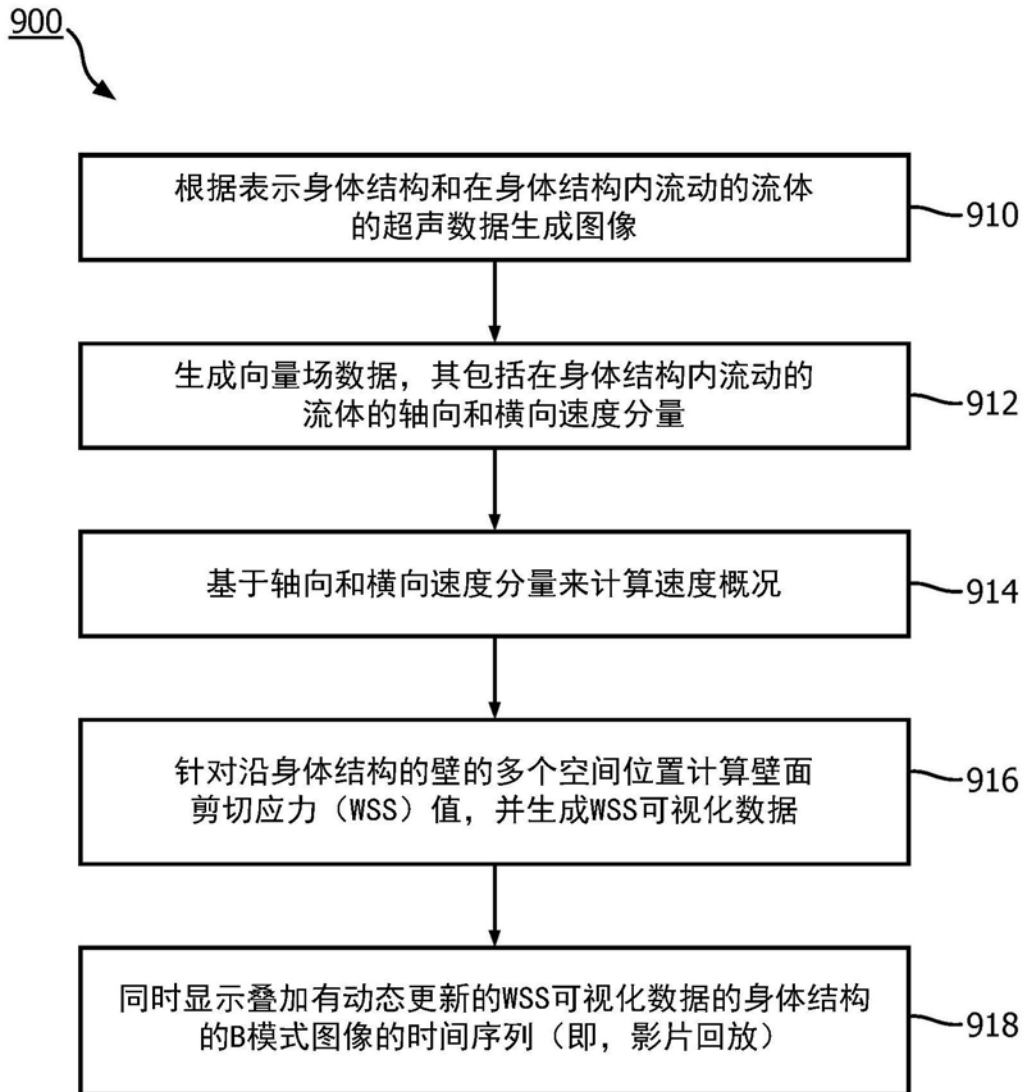 900
根据表示身体结构和在身体结构内流动的流体
的超声数据生成图像
910
生成向量场数据，其包括在身体结构内流动的
流体的轴向和横向速度分量
912
基于轴向和横向速度分量来计算速度概况
914
针对沿身体结构的壁的多个空间位置计算壁面
剪切应力（WSS）值，并生成WSS可视化数据
916
同时显示叠加有动态更新的WSS可视化数据的身体结构
的B模式图像的时间序列（即，影片回放）
918